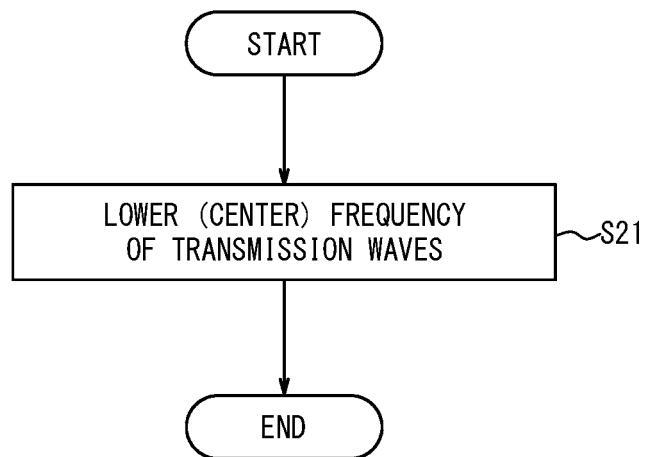 START
LOWER (CENTER) FREQUENCY
OF TRANSMISSION WAVES
S21
END